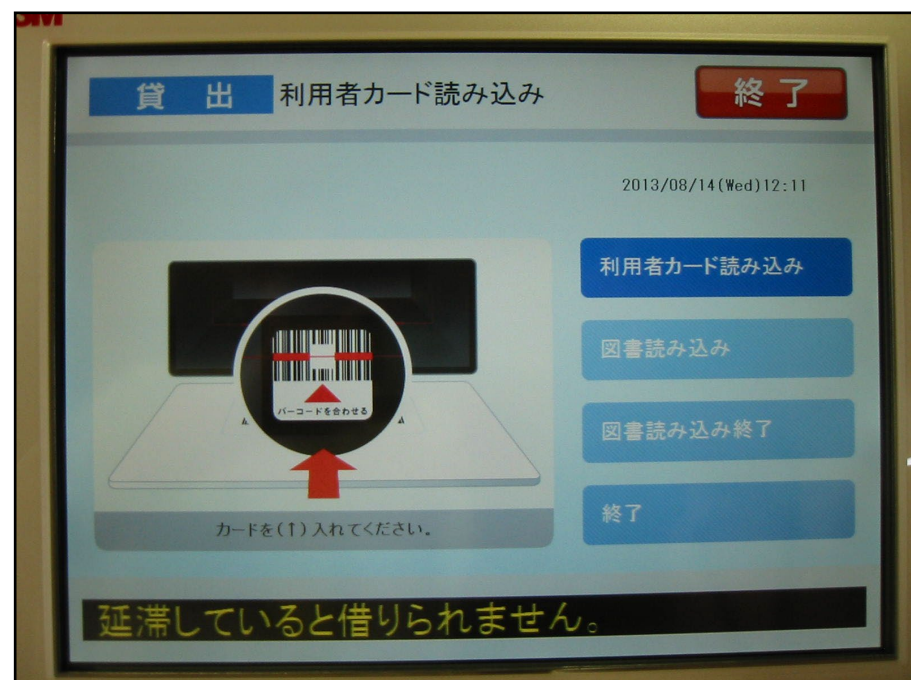 3M
貸 出 利用者カード読み込み
終 了
2013/08/14(Wed)12:11
利用者カード読み込み
図書読み込み
図書読み込み終了
終了
バーコードを合わせる
カードを(↑)入れてください。
延滞していると借りられません。